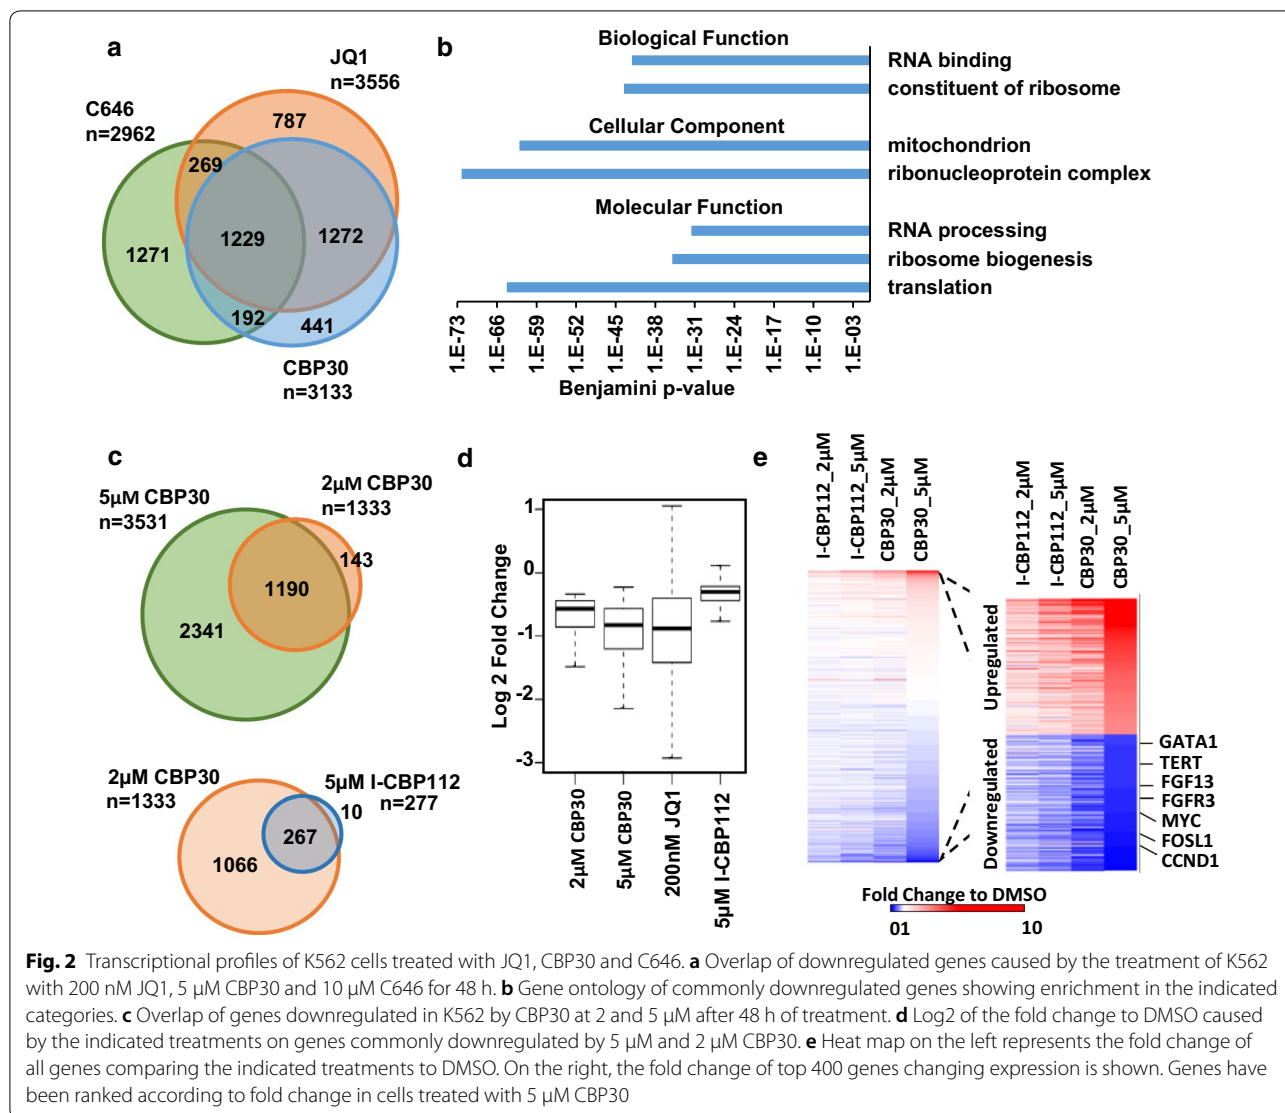 a
JQ1
n=3556
C646
n=2962
787
269
1271
1229
1272
192
441
CBP30
n=3133
b
Biological Function
RNA binding
constituent of ribosome
Cellular Component
mitochondrion
ribonucleoprotein complex
Molecular Function
RNA processing
ribosome biogenesis
translation
1.E-73
1.E-66
1.E-59
1.E-52
1.E-45
1.E-38
1.E-31
1.E-24
1.E-17
1.E-10
1.E-03
Benjamini p-value
c
5µM CBP30
n=3531
2µM CBP30
n=1333
143
1190
2341
2µM CBP30
n=1333
5µM I-CBP112
n=277
10
267
1066
d
Log 2 Fold Change
1
0
-1
-2
-3
2µM CBP30
5µM CBP30
200nM JQ1
5µM I-CBP112
e
I-CBP112_2µM
I-CBP112_5µM
CBP30_2µM
CBP30_5µM
I-CBP112_2µM
I-CBP112_5µM
CBP30_2µM
CBP30_5µM
Upregulated
Downregulated
GATA1
TERT
FGF13
FGFR3
MYC
FOSL1
CCND1
Fold Change to DMSO
01 10
Fig. 2 Transcriptional profiles of K562 cells treated with JQ1, CBP30 and C646. a Overlap of downregulated genes caused by the treatment of K562
with 200 nM JQ1, 5 µM CBP30 and 10 µM C646 for 48 h. b Gene ontology of commonly downregulated genes showing enrichment in the indicated
categories. c Overlap of genes downregulated in K562 by CBP30 at 2 and 5 µM after 48 h of treatment. d Log2 of the fold change to DMSO caused
by the indicated treatments on genes commonly downregulated by 5 µM and 2 µM CBP30. e Heat map on the left represents the fold change of
all genes comparing the indicated treatments to DMSO. On the right, the fold change of top 400 genes changing expression is shown. Genes have
been ranked according to fold change in cells treated with 5 µM CBP30